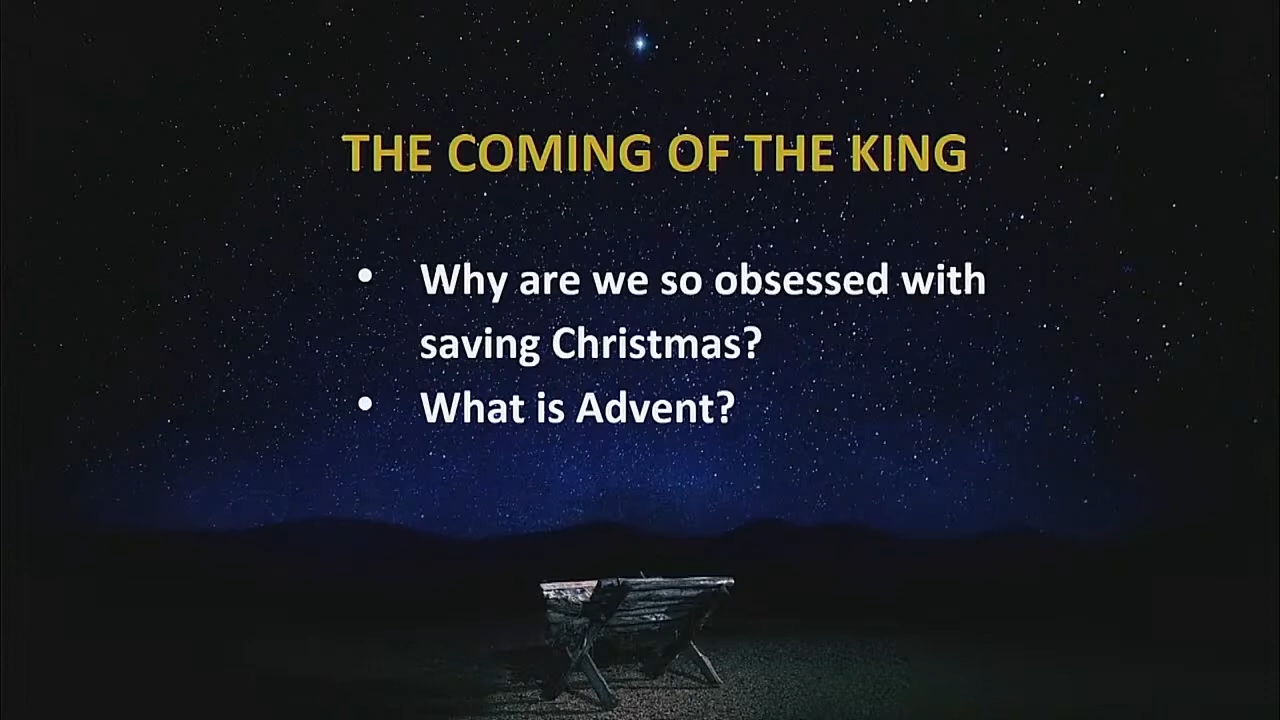 THE COMING OF THE KING
• Why are we so obsessed with
saving Christmas?
• What is Advent?